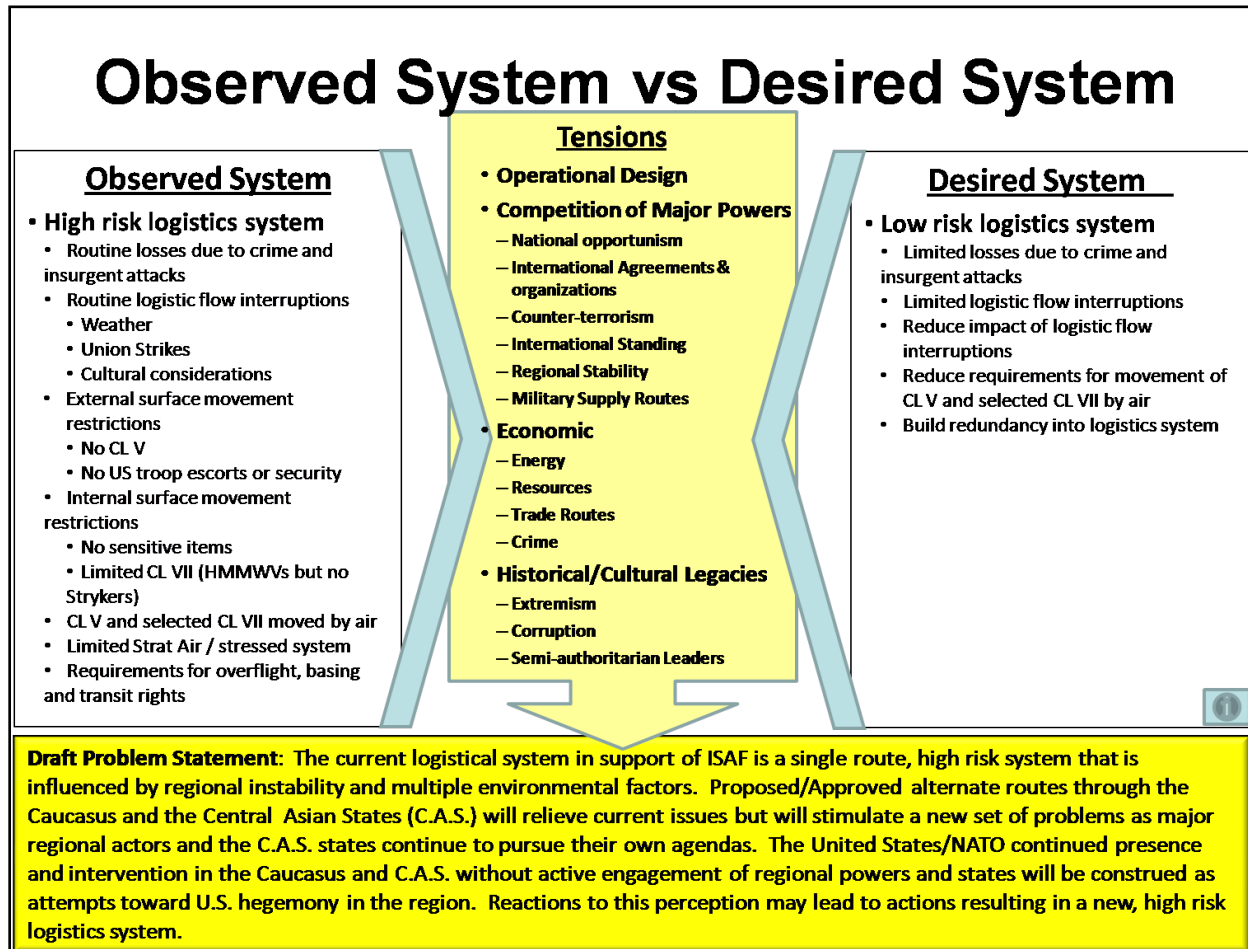 Observed System vs Desired System
Observed System
• High risk logistics system
• Routine losses due to crime and
insurgent attacks
• Routine logistic flow interruptions
• Weather
• Union Strikes
• Cultural considerations
• External surface movement
restrictions
• No CL V
• No US troop escorts or security
• Internal surface movement
restrictions
• No sensitive items
• Limited CL VII (HMMWVs but no
Strykers)
• CL V and selected CL VII moved by air
• Limited Strat Air / stressed system
• Requirements for overflight, basing
and transit rights
Tensions
• Operational Design
• Competition of Major Powers
– National opportunism
– International Agreements &
organizations
– Counter-terrorism
– International Standing
– Regional Stability
– Military Supply Routes
• Economic
– Energy
– Resources
– Trade Routes
– Crime
• Historical/Cultural Legacies
– Extremism
– Corruption
– Semi-authoritarian Leaders
Desired System
• Low risk logistics system
• Limited losses due to crime and
insurgent attacks
• Limited logistic flow interruptions
• Reduce impact of logistic flow
interruptions
• Reduce requirements for movement of
CL V and selected CL VII by air
• Build redundancy into logistics system
Draft Problem Statement: The current logistical system in support of ISAF is a single route, high risk system that is
influenced by regional instability and multiple environmental factors. Proposed/Approved alternate routes through the
Caucasus and the Central Asian States (C.A.S.) will relieve current issues but will stimulate a new set of problems as major
regional actors and the C.A.S. states continue to pursue their own agendas. The United States/NATO continued presence
and intervention in the Caucasus and C.A.S. without active engagement of regional powers and states will be construed as
attempts toward U.S. hegemony in the region. Reactions to this perception may lead to actions resulting in a new, high risk
logistics system.